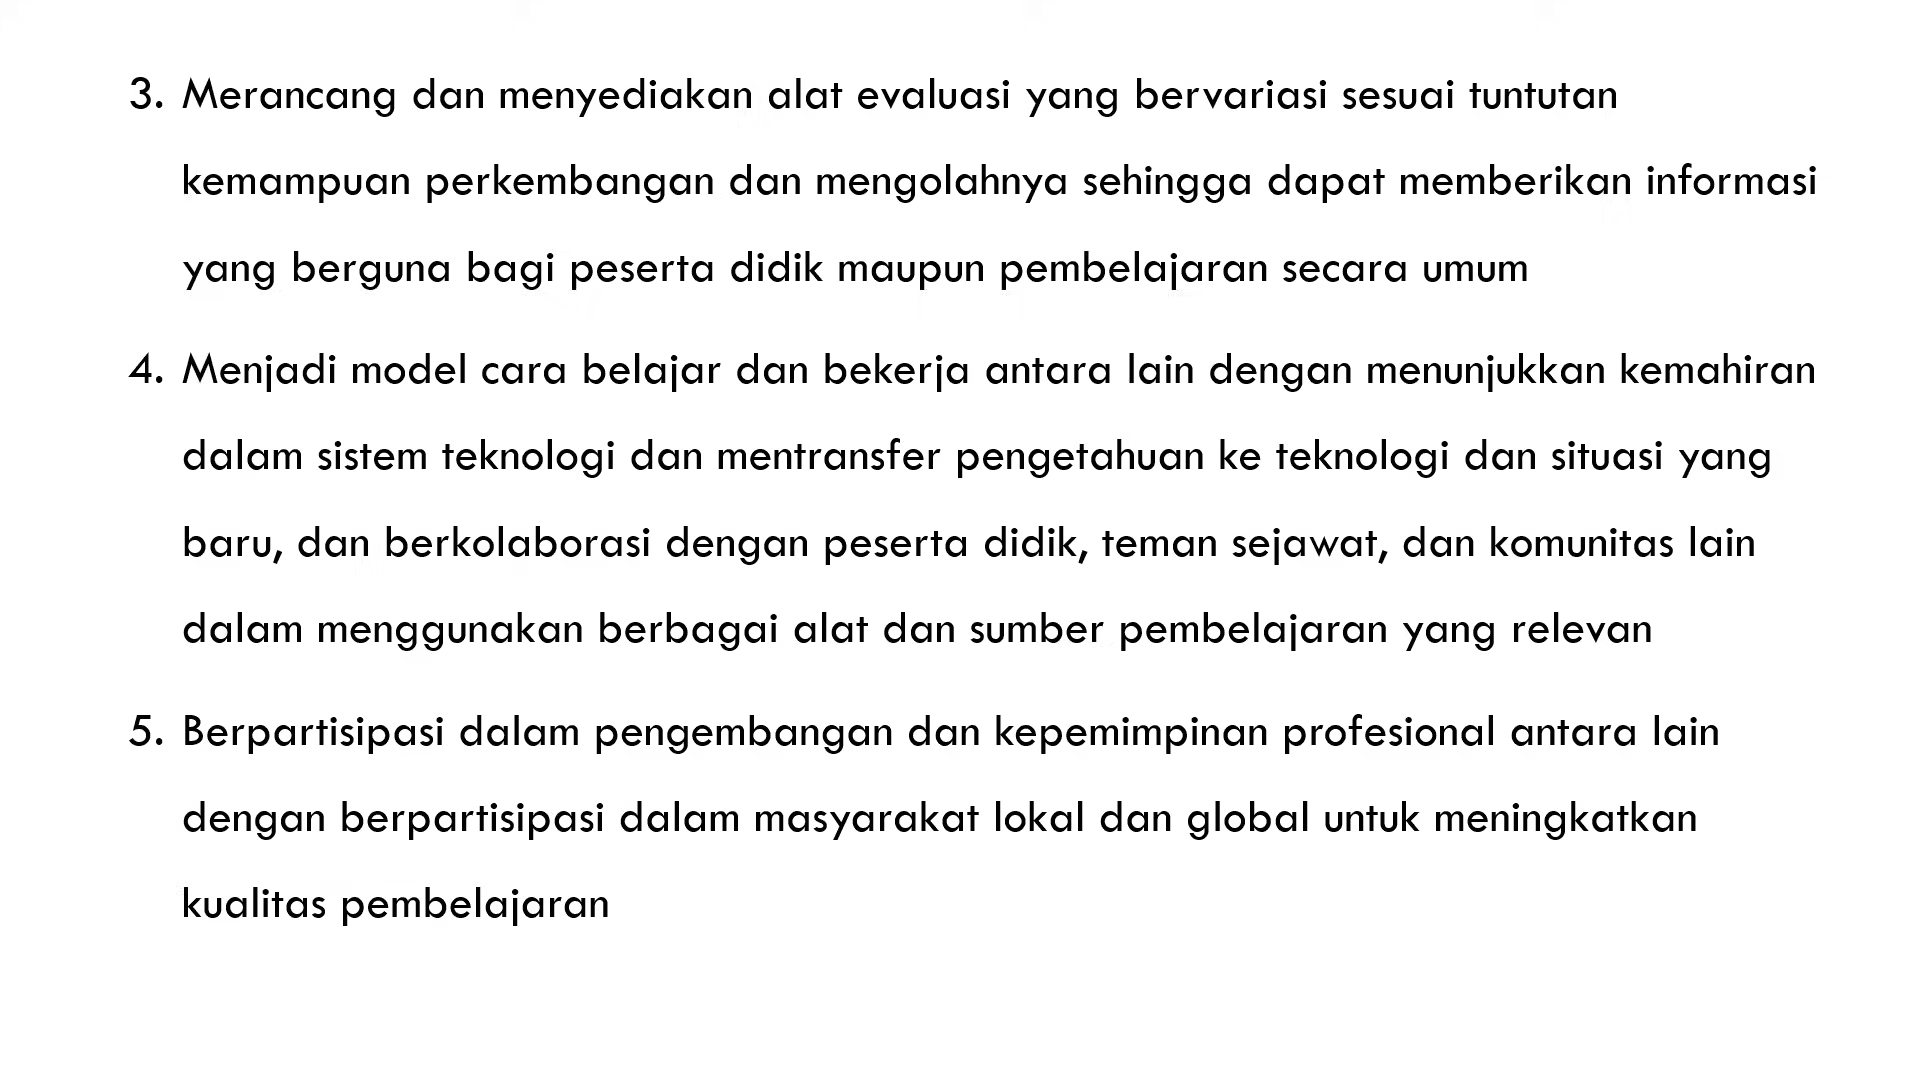 3. Merancang dan menyediakan alat evaluasi yang bervariasi sesuai tuntutan
kemampuan perkembangan dan mengolahnya sehingga dapat memberikan informasi
yang berguna bagi peserta didik maupun pembelajaran secara umum
4. Menjadi model cara belajar dan bekerja antara lain dengan menunjukkan kemahiran
dalam sistem teknologi dan mentransfer pengetahuan ke teknologi dan situasi yang
baru, dan berkolaborasi dengan peserta didik, teman sejawat, dan komunitas lain
dalam menggunakan berbagai alat dan sumber pembelajaran yang relevan
5. Berpartisipasi dalam pengembangan dan kepemimpinan profesional antara lain
dengan berpartisipasi dalam masyarakat lokal dan global untuk meningkatkan
kualitas pembelajaran